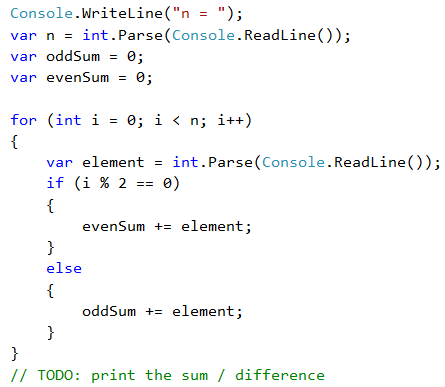 Console.WriteLine("n = ");
var n = int.Parse(Console.ReadLine());
var oddSum = 0;
var evenSum = 0;

for (int i = 0; i < n; i++)
{
    var element = int.Parse(Console.ReadLine());
    if (i % 2 == 0)
    {
        evenSum += element;
    }
    else
    {
        oddSum += element;
    }
}
// TODO: print the sum / difference